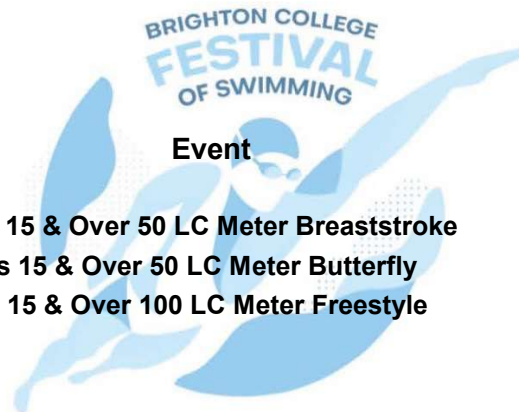 BRIGHTON COLLEGE
FESTIVAL
OF SWIMMING
Event
15 & Over 50 LC Meter Breaststroke
15 & Over 50 LC Meter Butterfly
15 & Over 100 LC Meter Freestyle